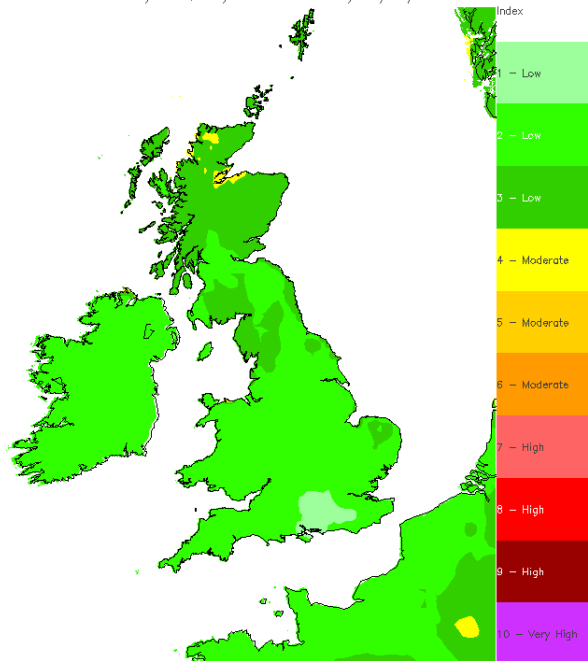 Index
1 - Low
2 - Low
3 - Low
4 - Moderate
5 - Moderate
6 - Moderate
7 - High
8 - High
9 - High
10 - Very High